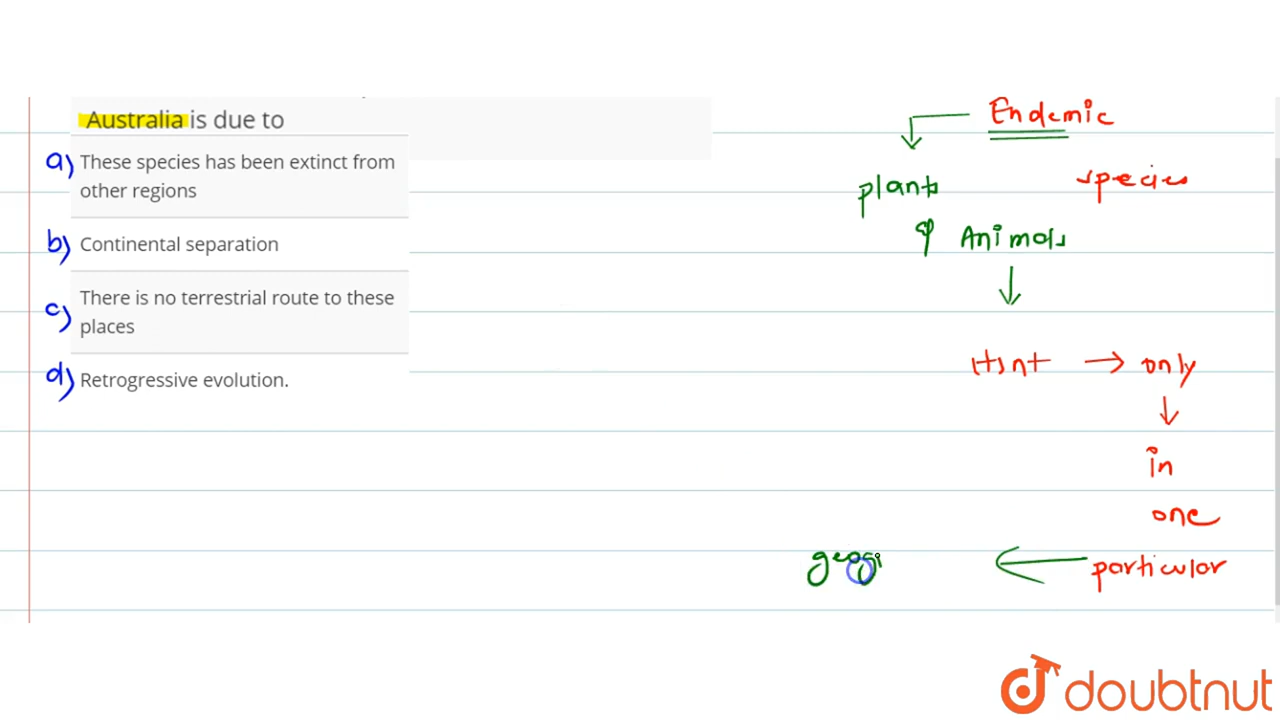 Australia is due to
a) These species has been extinct from
other regions
b) Continental separation
c) There is no terrestrial route to these
places
d) Retrogressive evolution.
Endemic
species
plants
Animals
only
in
one
particular
geogr
doubtnut